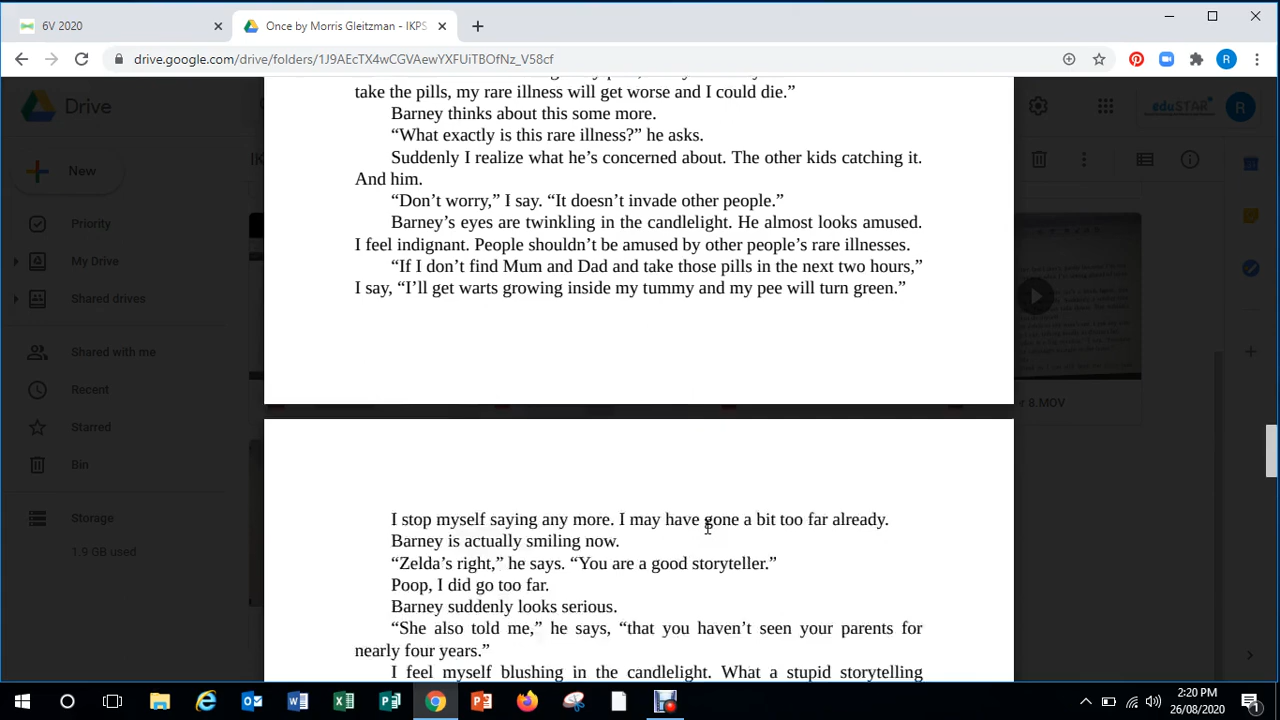 6V 2020
Once by Morris Gleitzman - IKPS
drive.google.com/drive/folders/1J9AEcTX4wCGVAewYXFUiTBOfNz_V58cf
R
Drive
eduSTAR
R
New
Priority
My Drive
Shared drives
Shared with me
Recent
Starred
Bin
Storage
1.9 GB used
r 8.MOV
take the pills, my rare illness will get worse and I could die.”
Barney thinks about this some more.
“What exactly is this rare illness?” he asks.
Suddenly I realize what he’s concerned about. The other kids catching it.
And him.
“Don’t worry,” I say. “It doesn’t invade other people.”
Barney’s eyes are twinkling in the candlelight. He almost looks amused.
I feel indignant. People shouldn’t be amused by other people’s rare illnesses.
“If I don’t find Mum and Dad and take those pills in the next two hours,”
I say, “I’ll get warts growing inside my tummy and my pee will turn green.”
I stop myself saying any more. I may have gone a bit too far already.
Barney is actually smiling now.
“Zelda’s right,” he says. “You are a good storyteller.”
Poop, I did go too far.
Barney suddenly looks serious.
“She also told me,” he says, “that you haven’t seen your parents for
nearly four years.”
I feel myself blushing in the candlelight. What a stupid storytelling
2:20 PM
26/08/2020